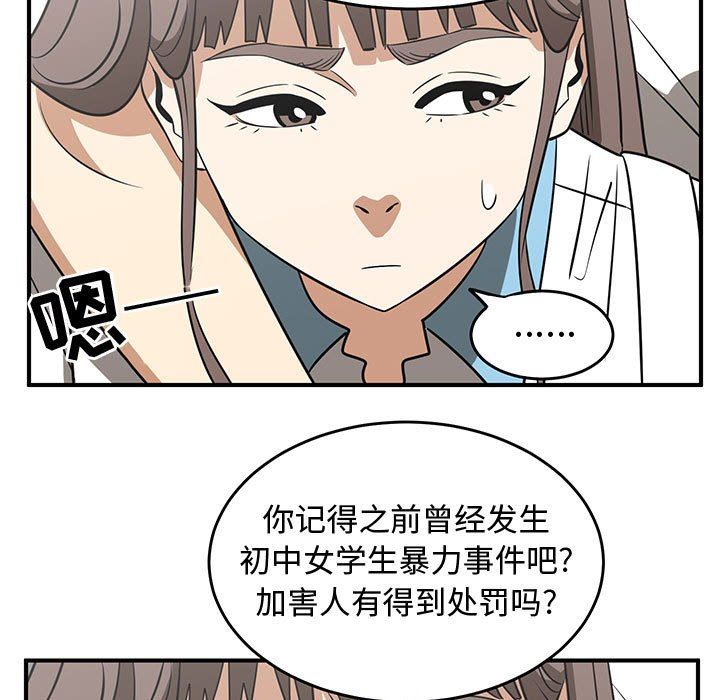 嗯——
……
你记得之前曾经发生
初中女学生暴力事件吧?
加害人有得到处罚吗?